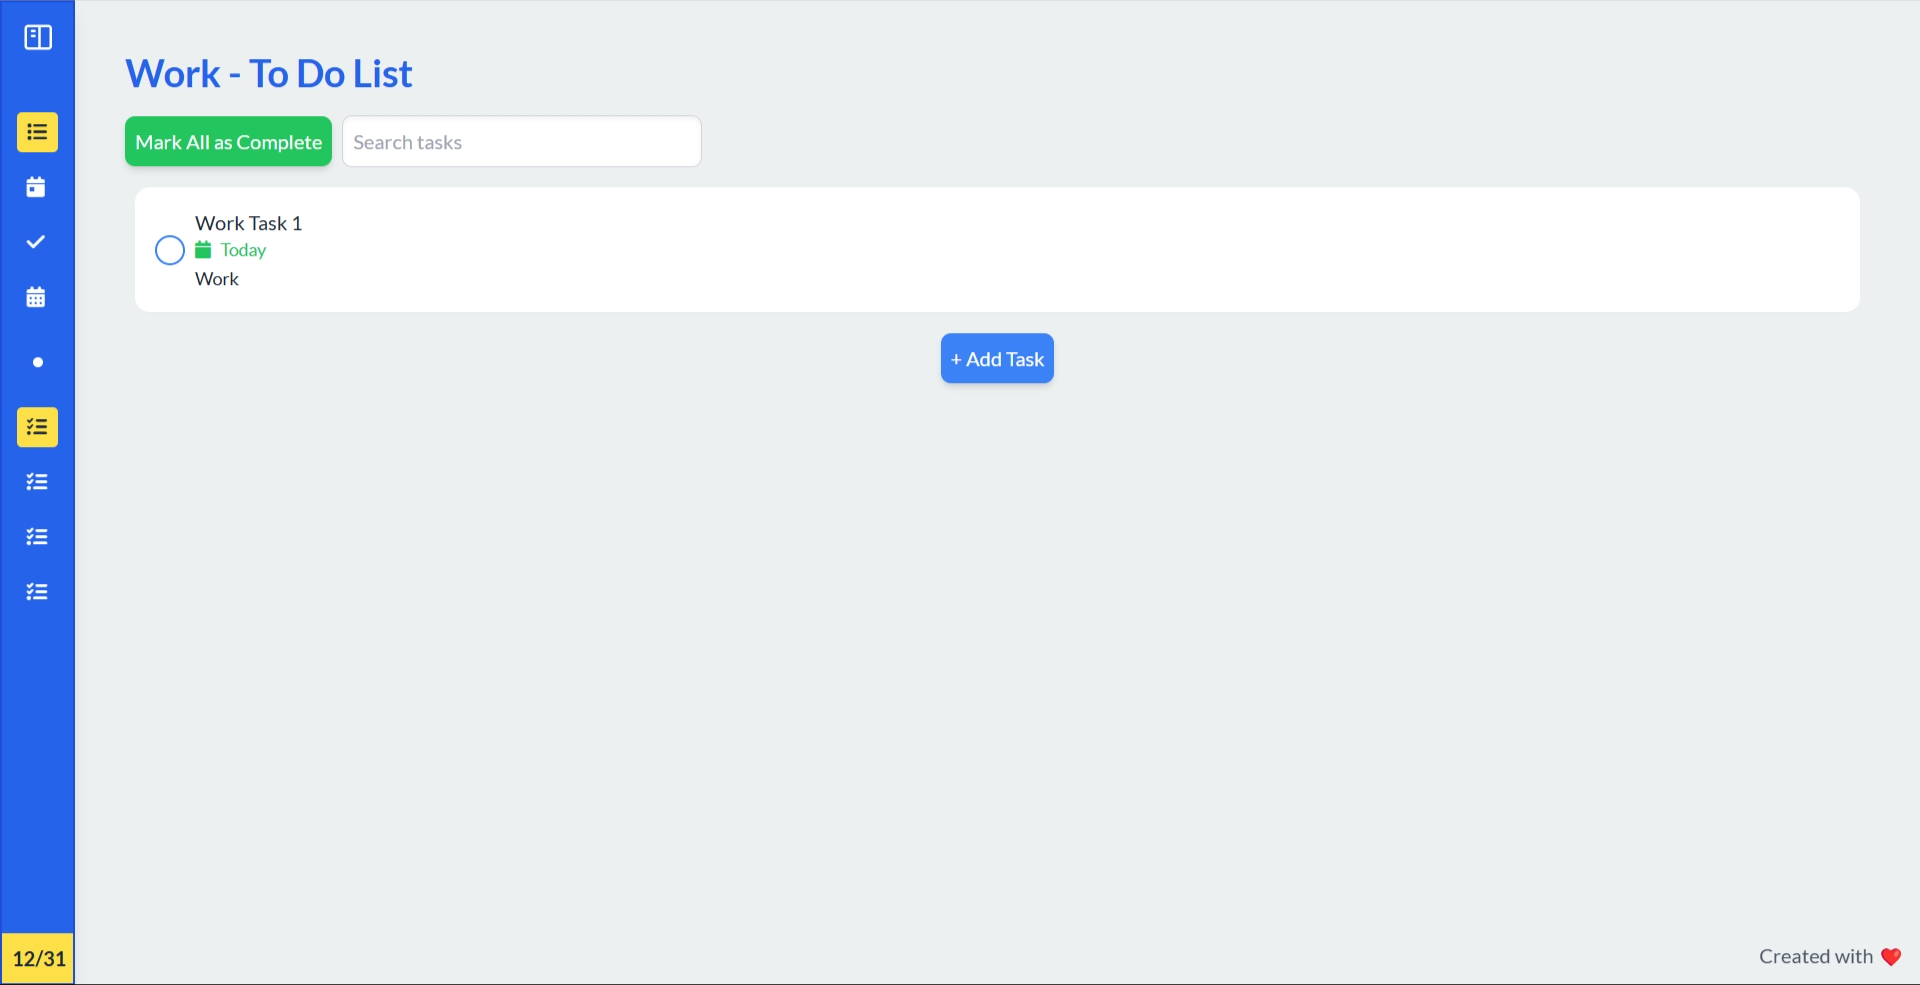 Work - To Do List
Mark All as Complete
Search tasks
Work Task 1
Today
Work
+ Add Task
12/31
Created with ❤️